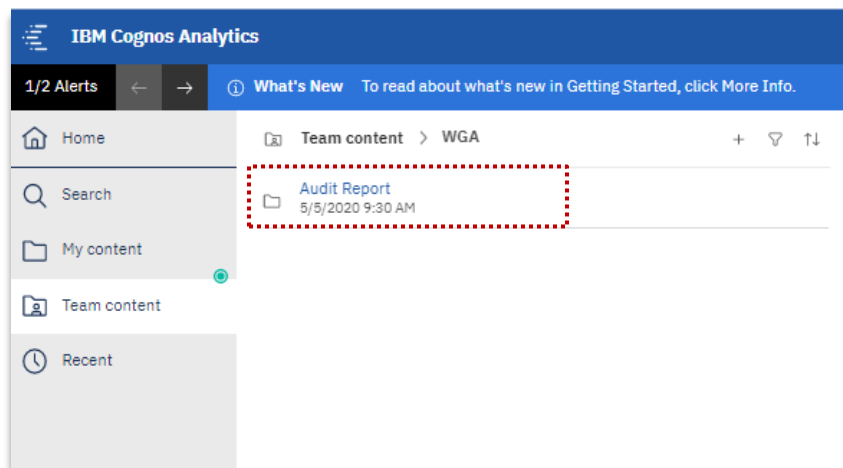 IBM Cognos Analytics
1/2 Alerts ← → What's New To read about what's new in Getting Started, click More Info.
Home
Team content > WGA
Search
Audit Report
5/5/2020 9:30 AM
My content
Team content
Recent